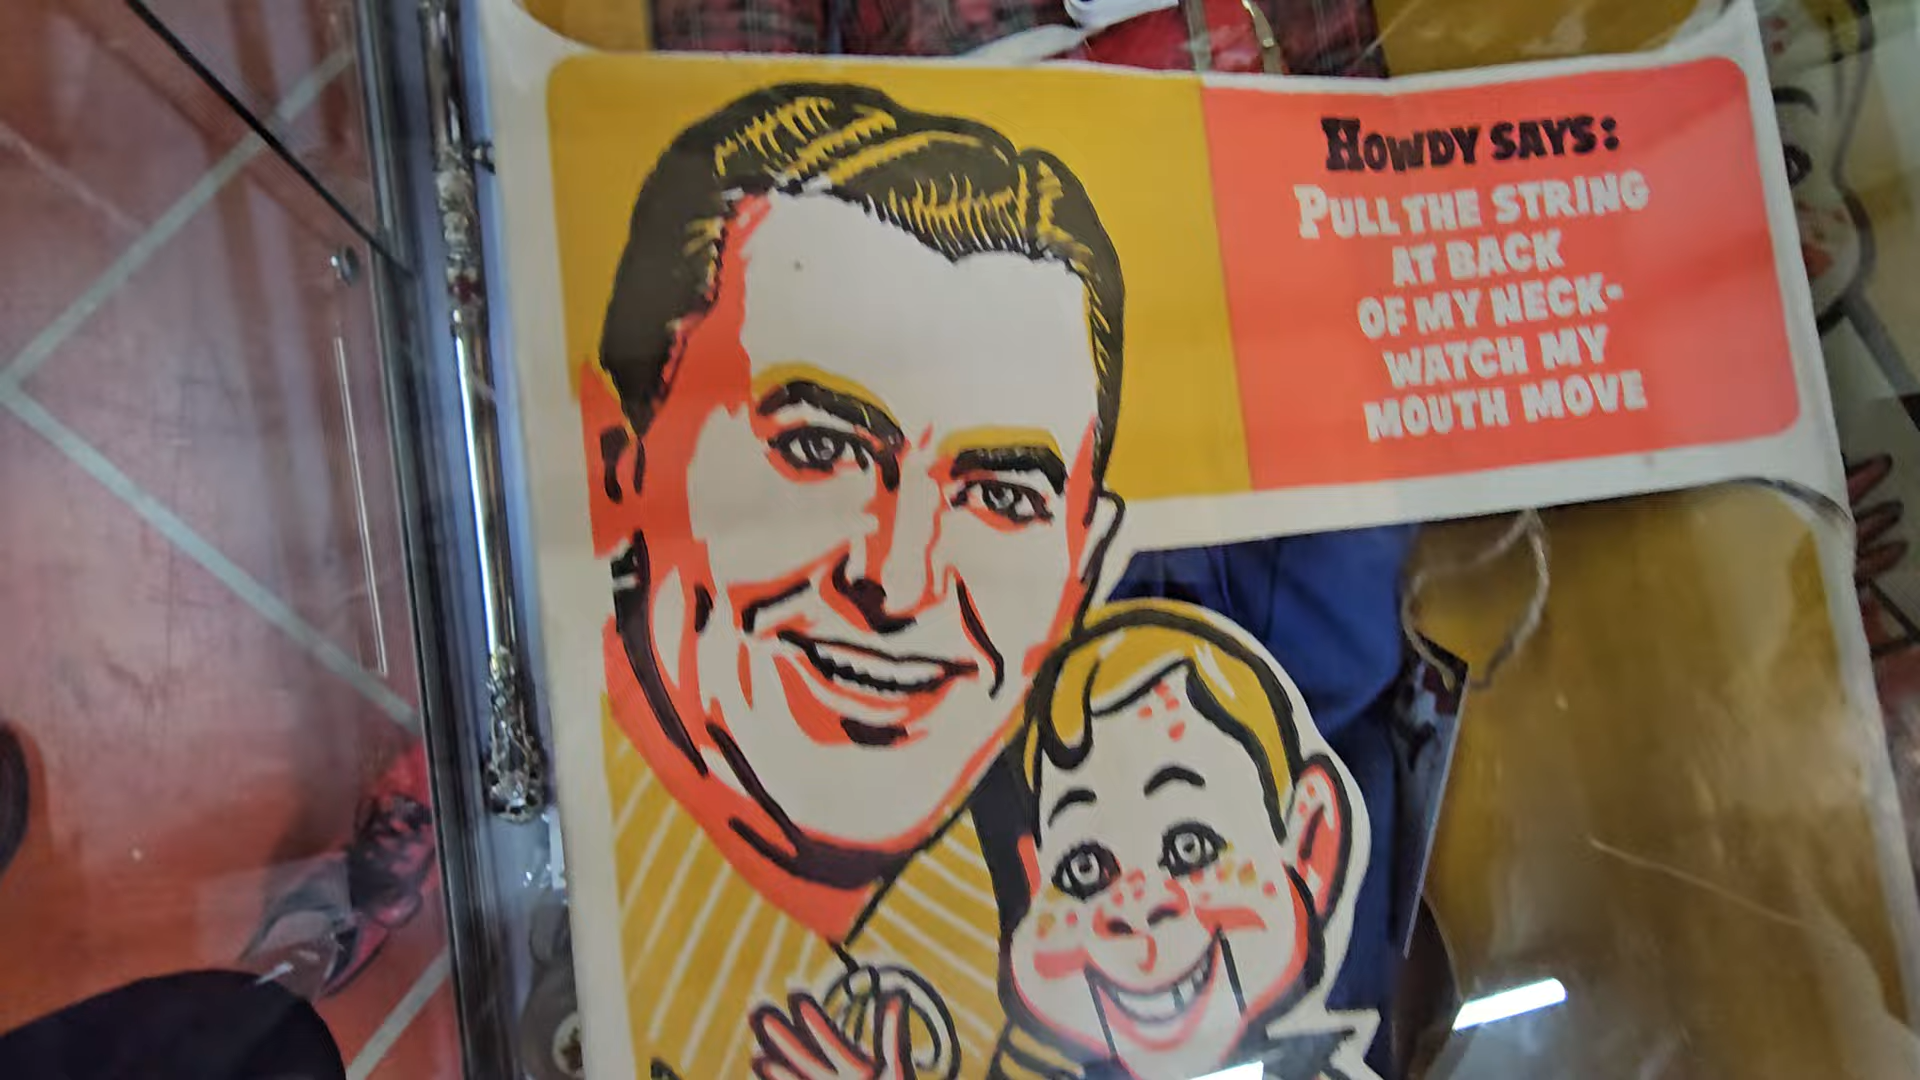 HOWDY SAYS:
PULL THE STRING
AT BACK
OF MY NECK-
WATCH MY
MOUTH MOVE